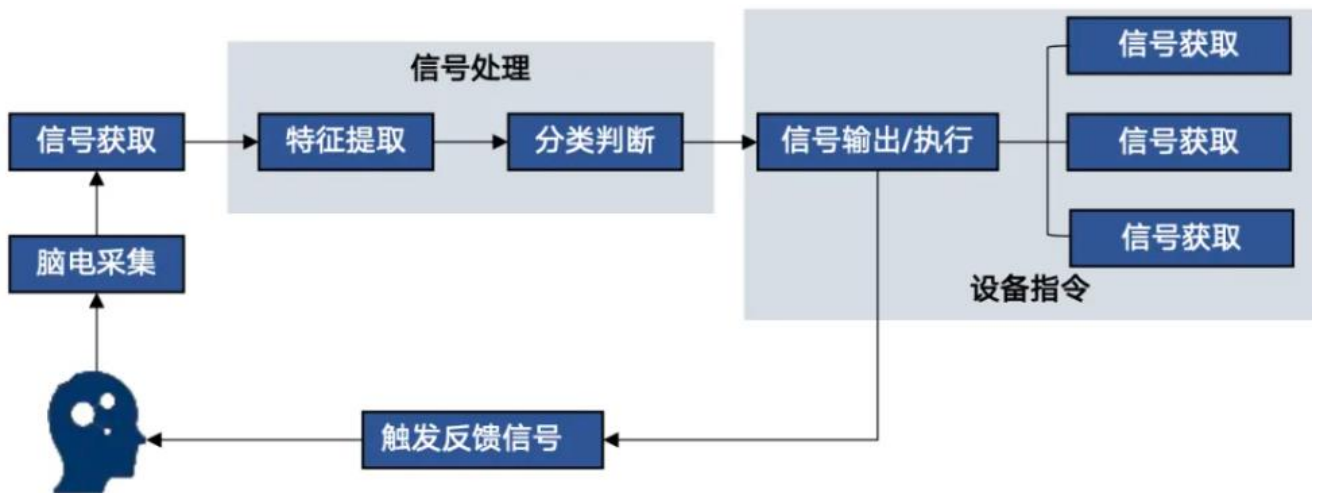 信号处理
信号获取
特征提取
分类判断
信号输出/执行
信号获取
信号获取
信号获取
设备指令
脑电采集
触发反馈信号